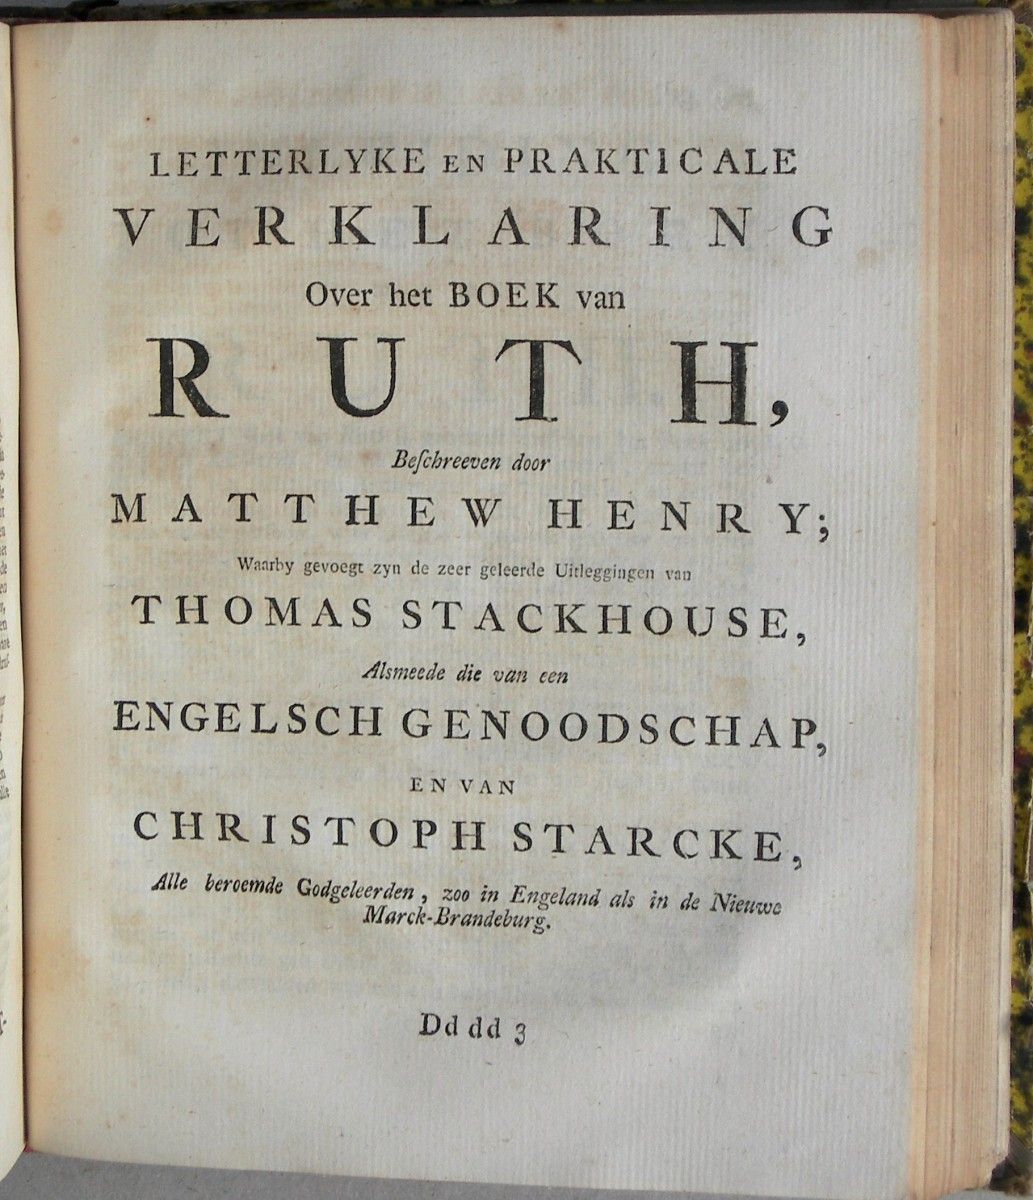 LETTERLYKE EN PRAKTICALE
VERKLARING
Over het BOEK van
RUTH,
Beſchreeven door
MATTHEW HENRY;
Waarby gevoegt zyn de zeer geleerde Uitleggingen van
THOMAS STACKHOUSE,
Alsmeede die van een
ENGELSCH GENOODSCHAP,
EN VAN
CHRISTOPH STARCKE,
Alle beroemde Godgeleerden, zoo in Engeland als in de Nieuwe
Marck-Brandeburg.
Dd dd 3